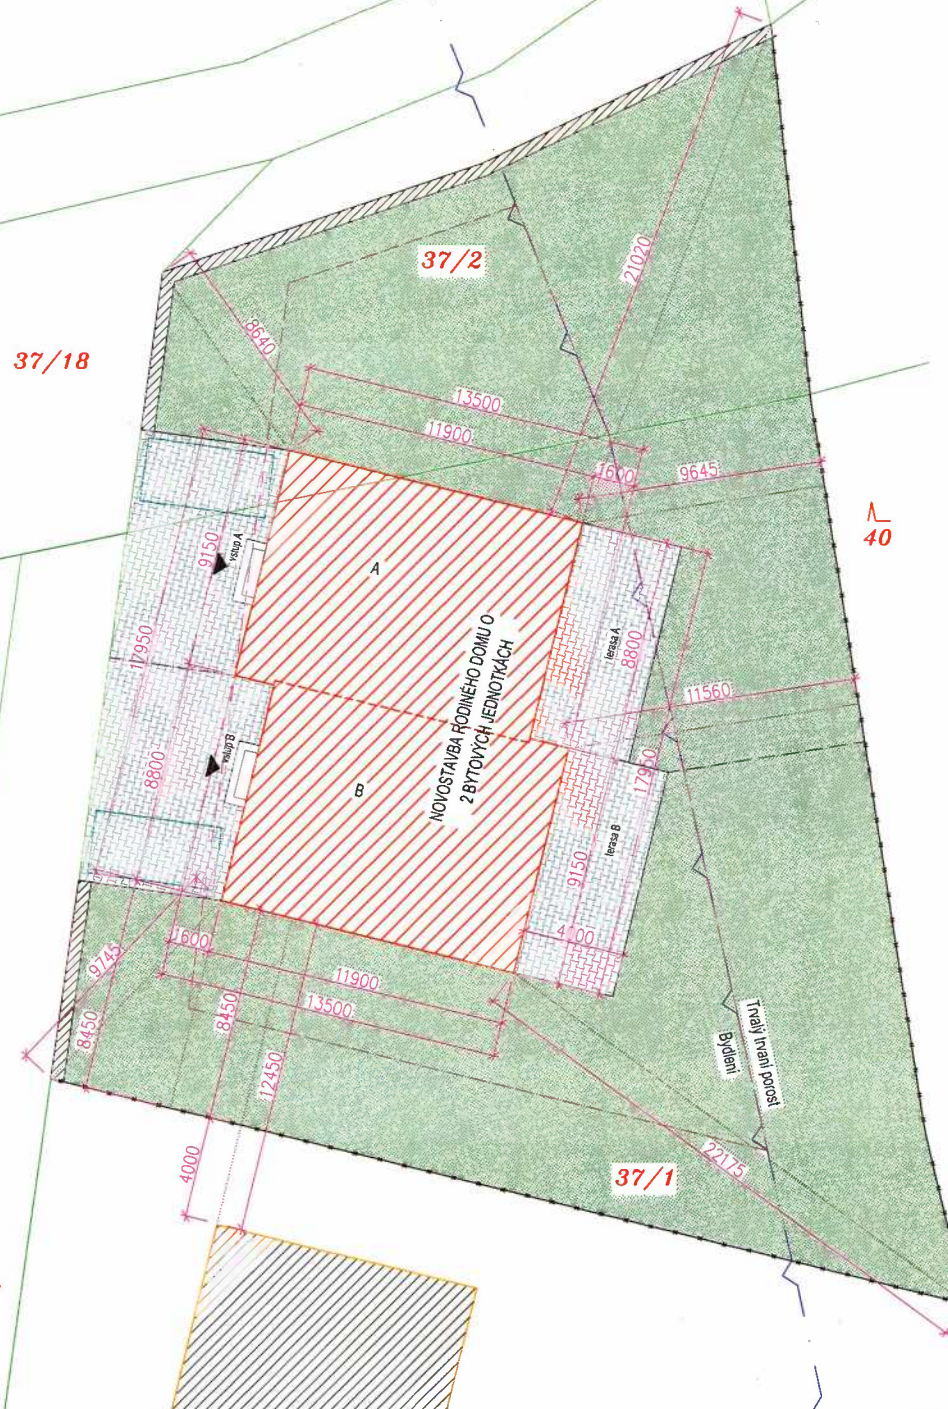 37/2
21020
37/18
8640
13500
11900
1600
9645
40
9150
vstup A
A
17950
terasa A
8800
11560
NOVOSTAVBA RODINÉHO DOMU O
2 BYTOVÝCH JEDNOTKÁCH
vstup B
8800
B
17950
terasa B
9150
4100
1600
9745
11900
13500
8450
8450
12450
Trvalý travní porost
Bydlení
4000
37/1
22175